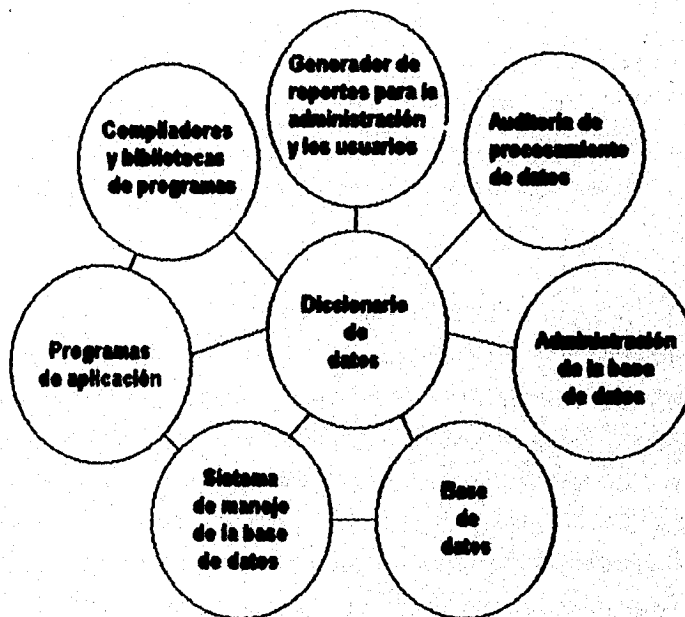 Generador de
reportes para la
administración
y los usuarios
Compiladores
y bibliotecas
de programas
Auditoría de
procesamiento
de datos
Diccionario
de
datos
Programas
de aplicación
Administración
de la base
de datos
Sistema
de manejo
de la base
de datos
Base
de
datos